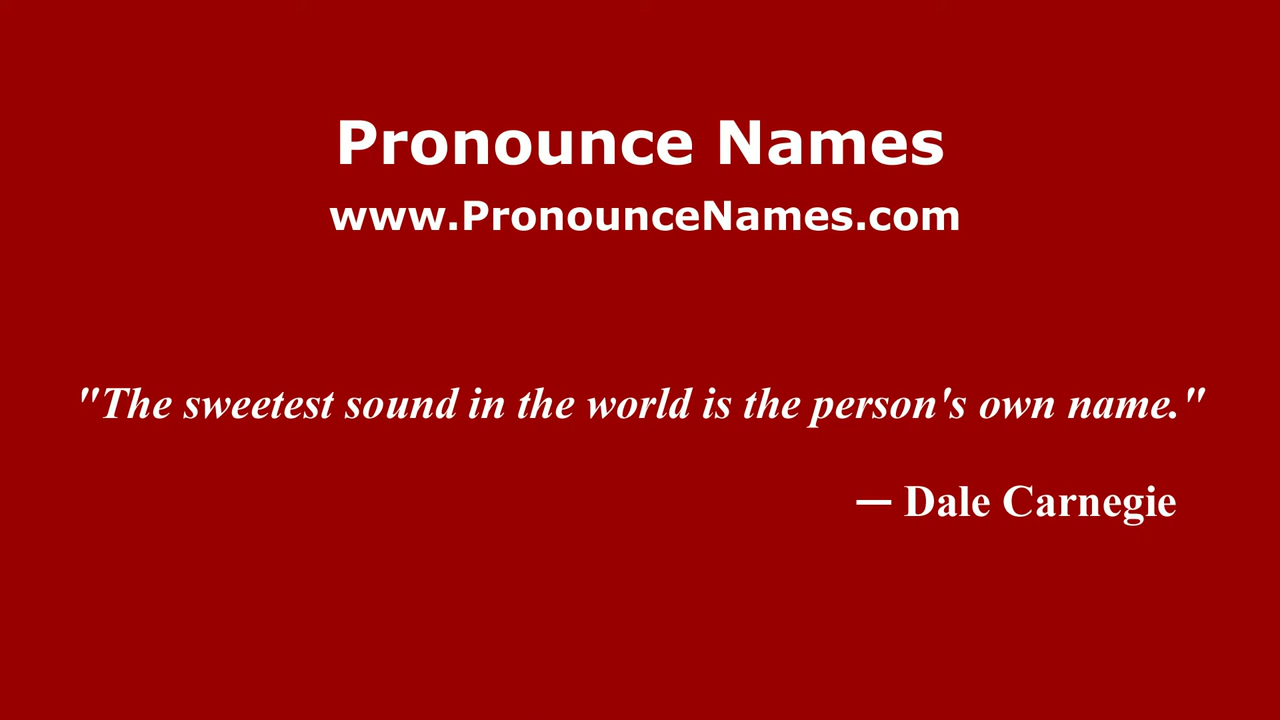 Pronounce Names
www.PronounceNames.com
"The sweetest sound in the world is the person's own name."
— Dale Carnegie